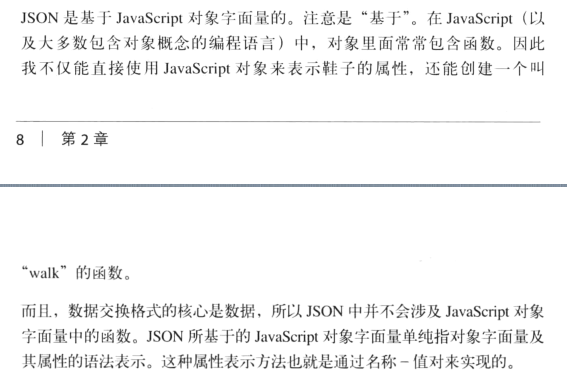 JSON 是基于 JavaScript 对象字面量的。注意是“基于”。在 JavaScript（以
及大多数包含对象概念的编程语言）中，对象里面常常包含函数。因此
我不仅能直接使用 JavaScript 对象来表示鞋子的属性，还能创建一个叫
8 | 第 2 章
“walk”的函数。
而且，数据交换格式的核心是数据，所以 JSON 中并不会涉及 JavaScript 对象
字面量中的函数。JSON 所基于的 JavaScript 对象字面量单纯指对象字面量及
其属性的语法表示。这种属性表示方法也就是通过名称－值对来实现的。